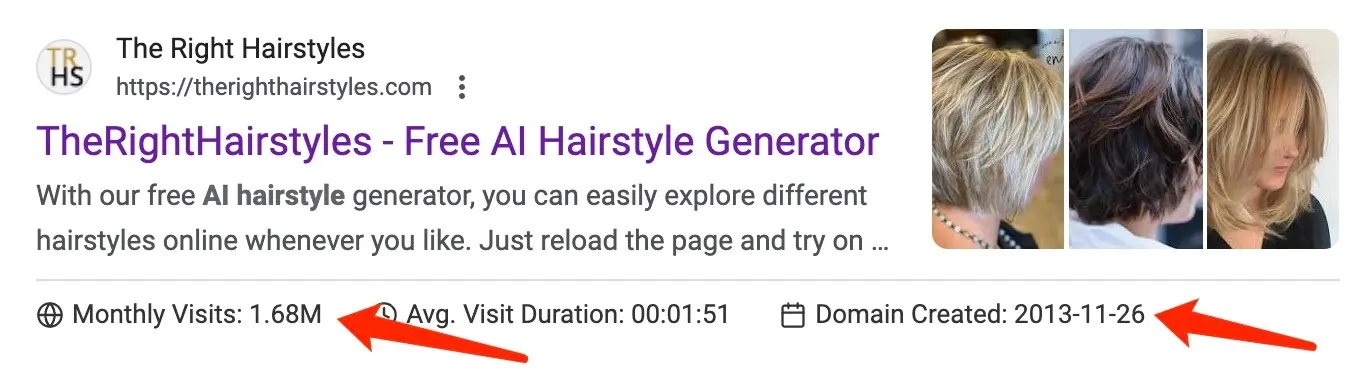 TR
HS
The Right Hairstyles
https://therighthairstyles.com
TheRightHairstyles - Free AI Hairstyle Generator
With our free AI hairstyle generator, you can easily explore different
hairstyles online whenever you like. Just reload the page and try on ...
Monthly Visits: 1.68M Avg. Visit Duration: 00:01:51 Domain Created: 2013-11-26